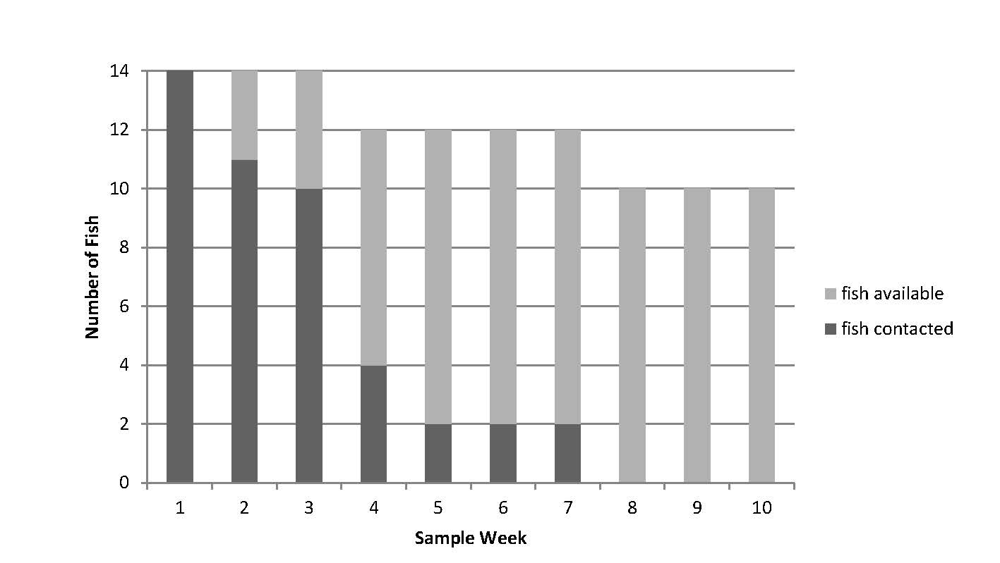 14
12
10
8
6
4
2
0
Number of Fish
1 2 3 4 5 6 7 8 9 10
Sample Week
fish available
fish contacted